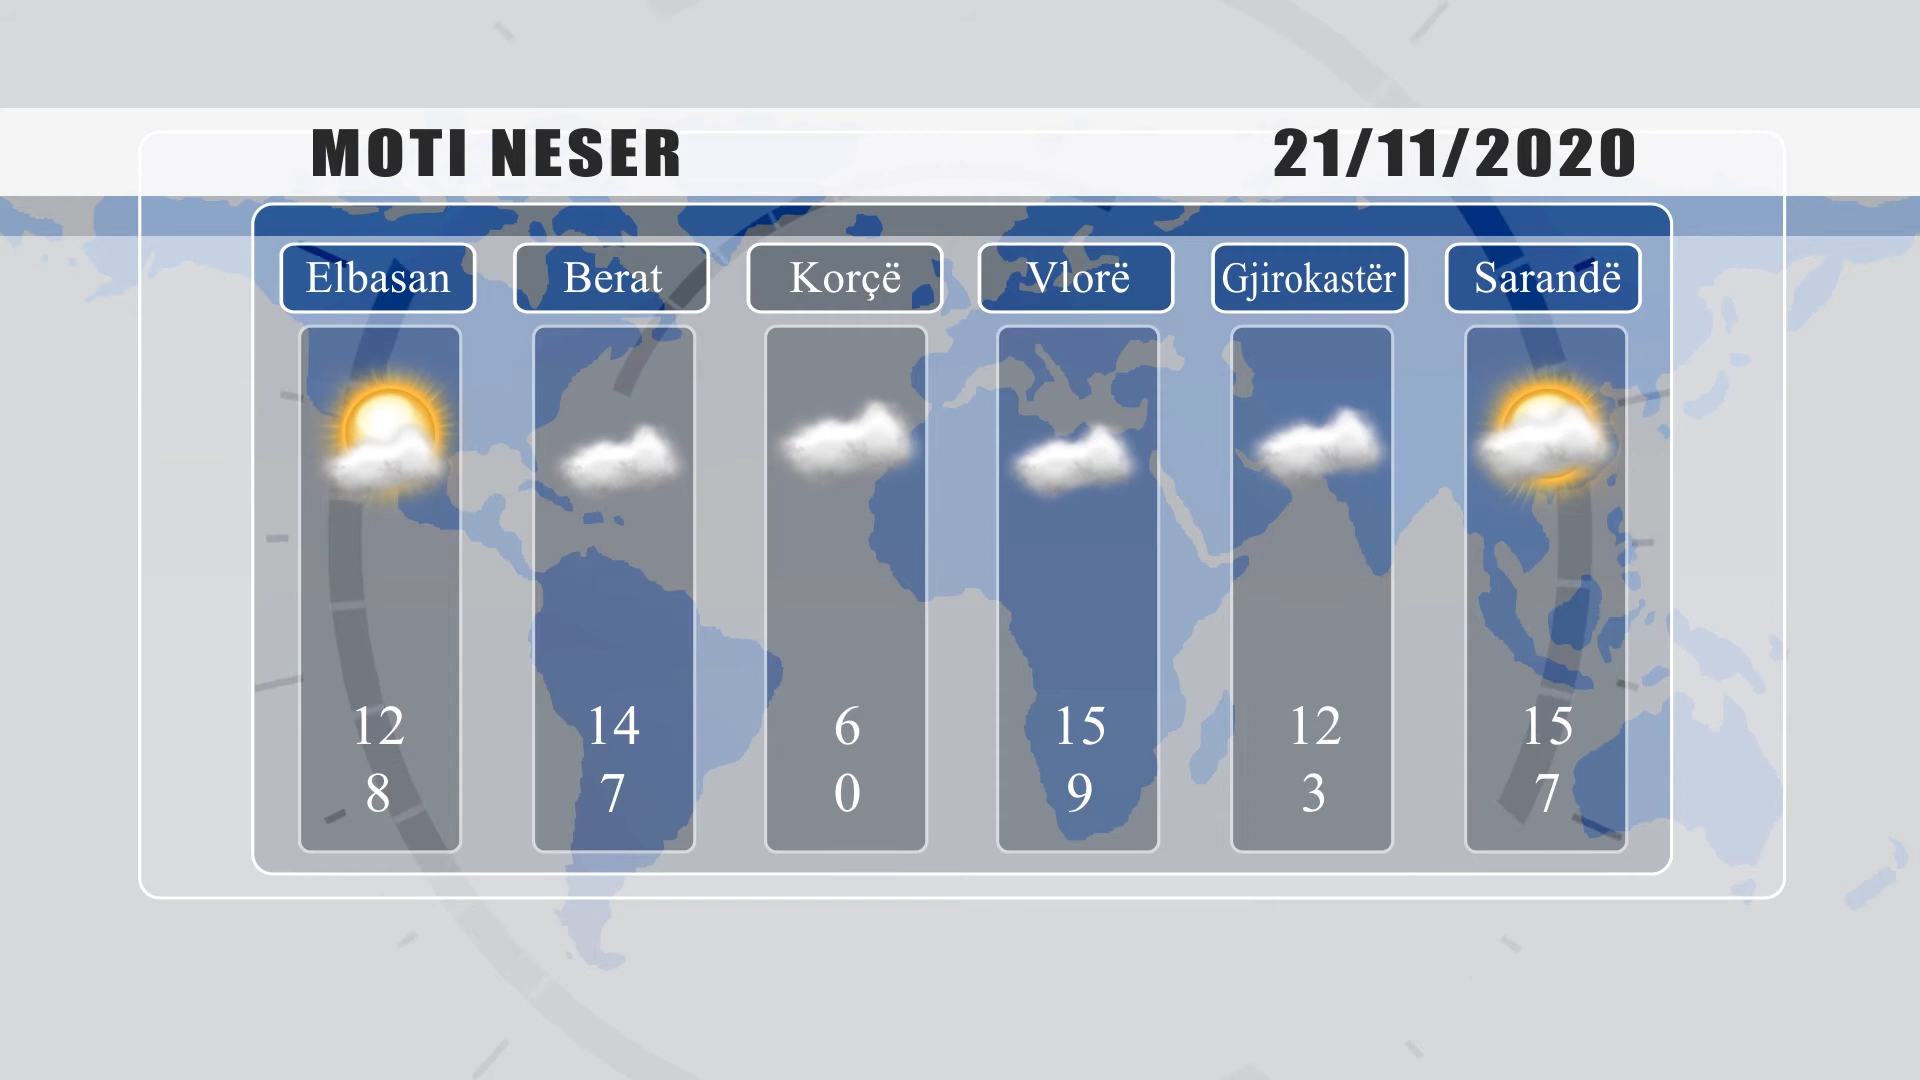 MOTI NESER 21/11/2020
Elbasan Berat Korçë Vlorë Gjirokastër Sarandë
12 14 6 15 12 15
8 7 0 9 3 7